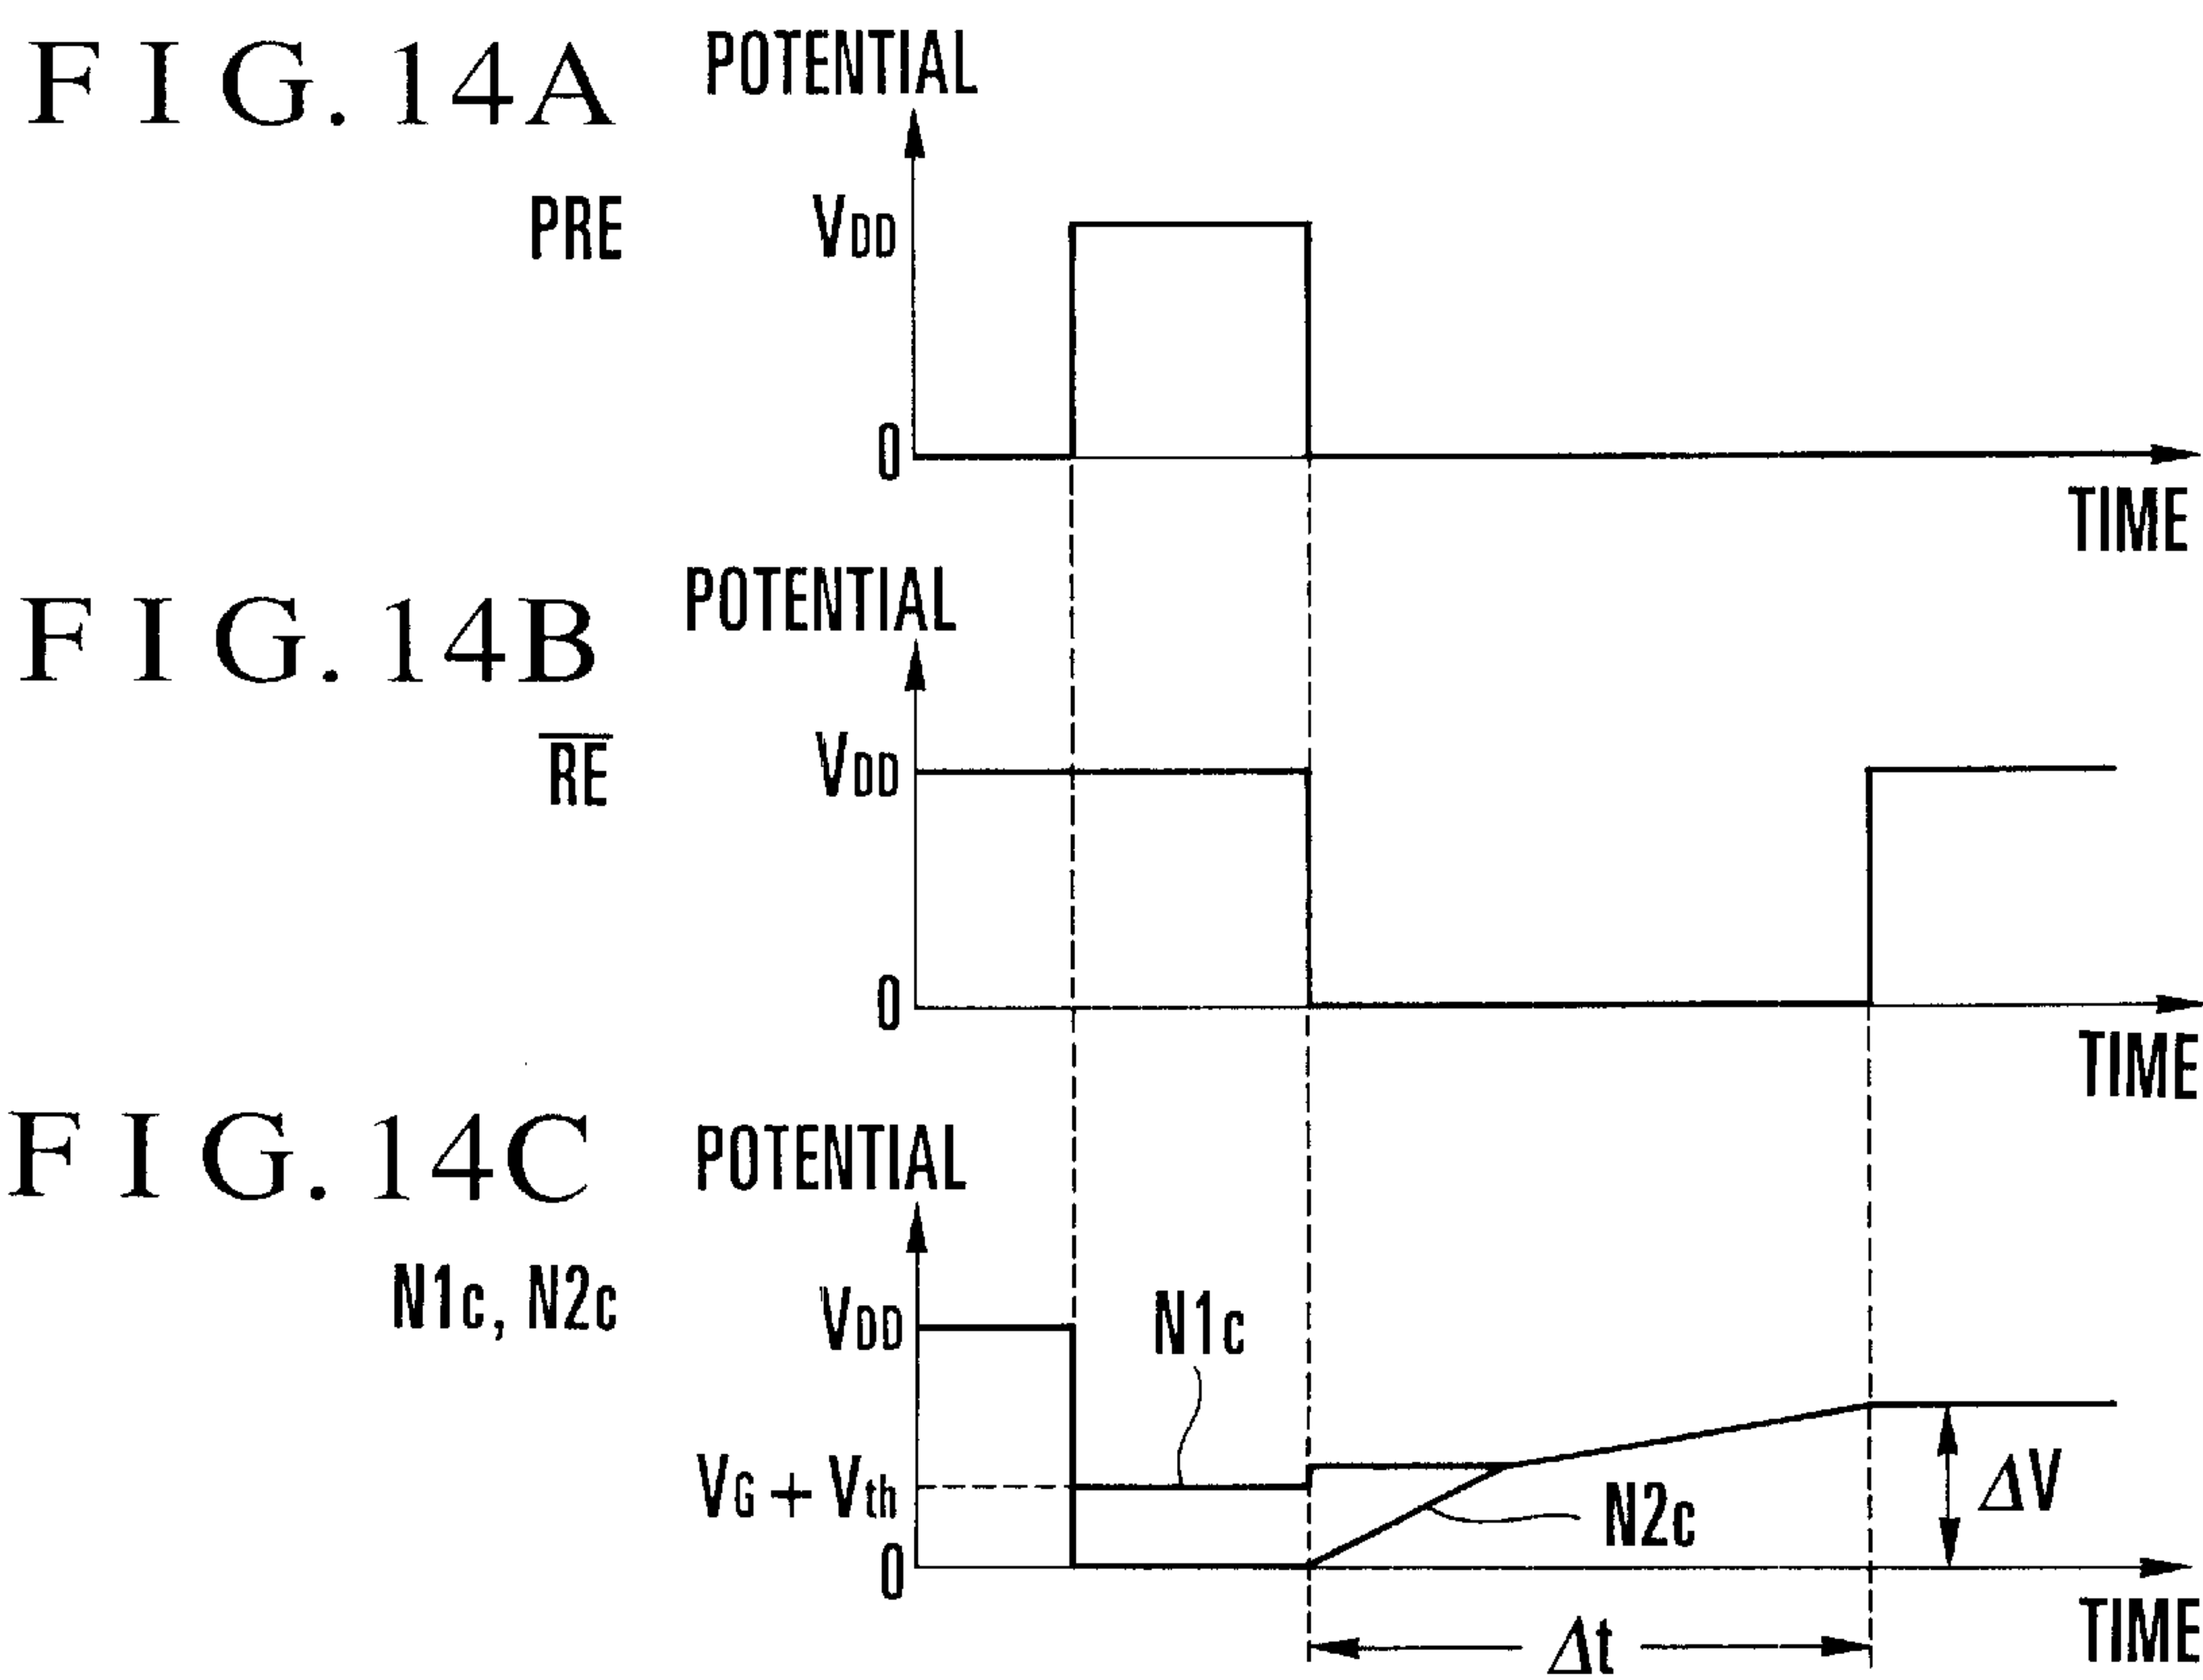 FIG. 14A
POTENTIAL
PRE
VDD
0
TIME
FIG. 14B
POTENTIAL
R̅E̅
VDD
0
TIME
FIG. 14C
POTENTIAL
N1c, N2c
VDD
N1c
VG + Vth
N2c
ΔV
0
TIME
Δt